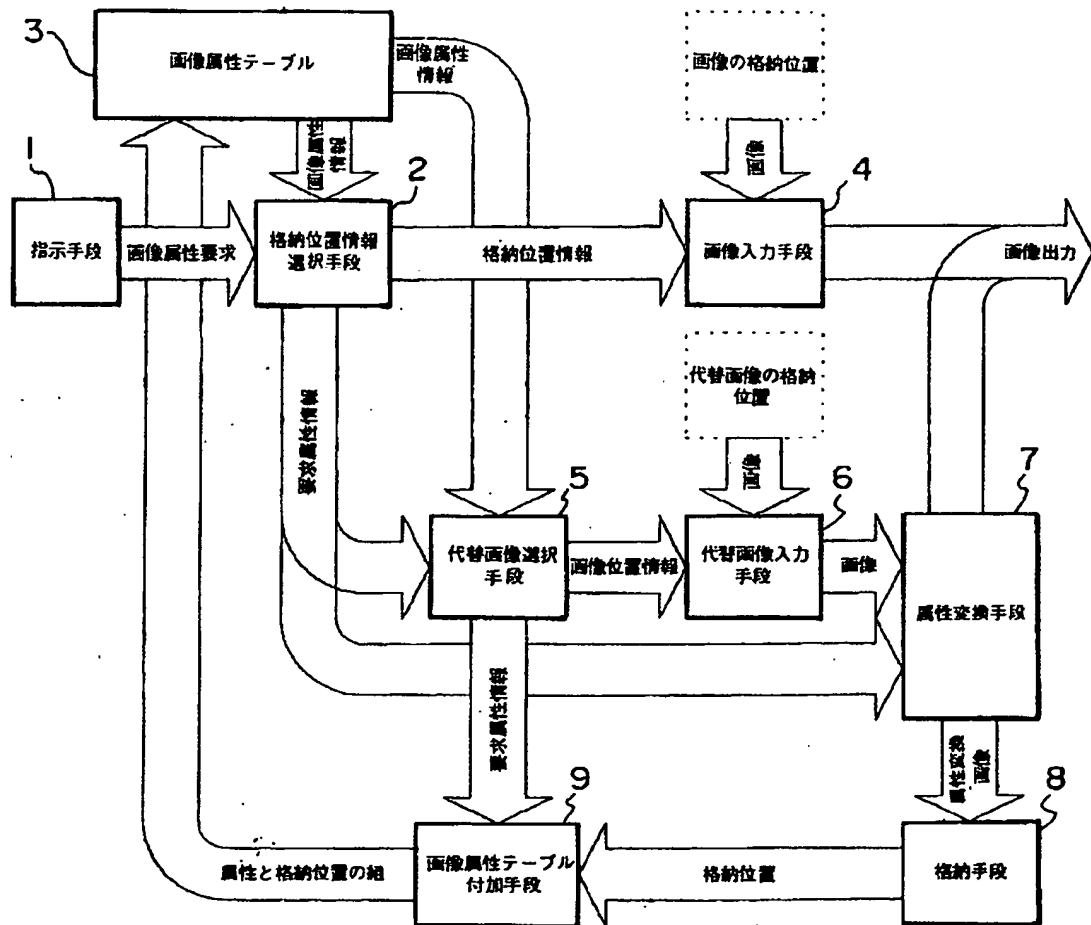 3
画像属性テーブル
画像属性
情報
画像の格納位置
画像属性
情報
画像
1
2
4
指示手段
画像属性要求
格納位置情報
選択手段
格納位置情報
画像入力手段
画像出力
代替画像の格納
位置
要求属性情報
画像
5
6
7
代替画像選択
手段
画像位置情報
代替画像入力
手段
画像
属性変換手段
要求属性情報
属性変換
画像
9
8
属性と格納位置の組
画像属性テーブル
付加手段
格納位置
格納手段